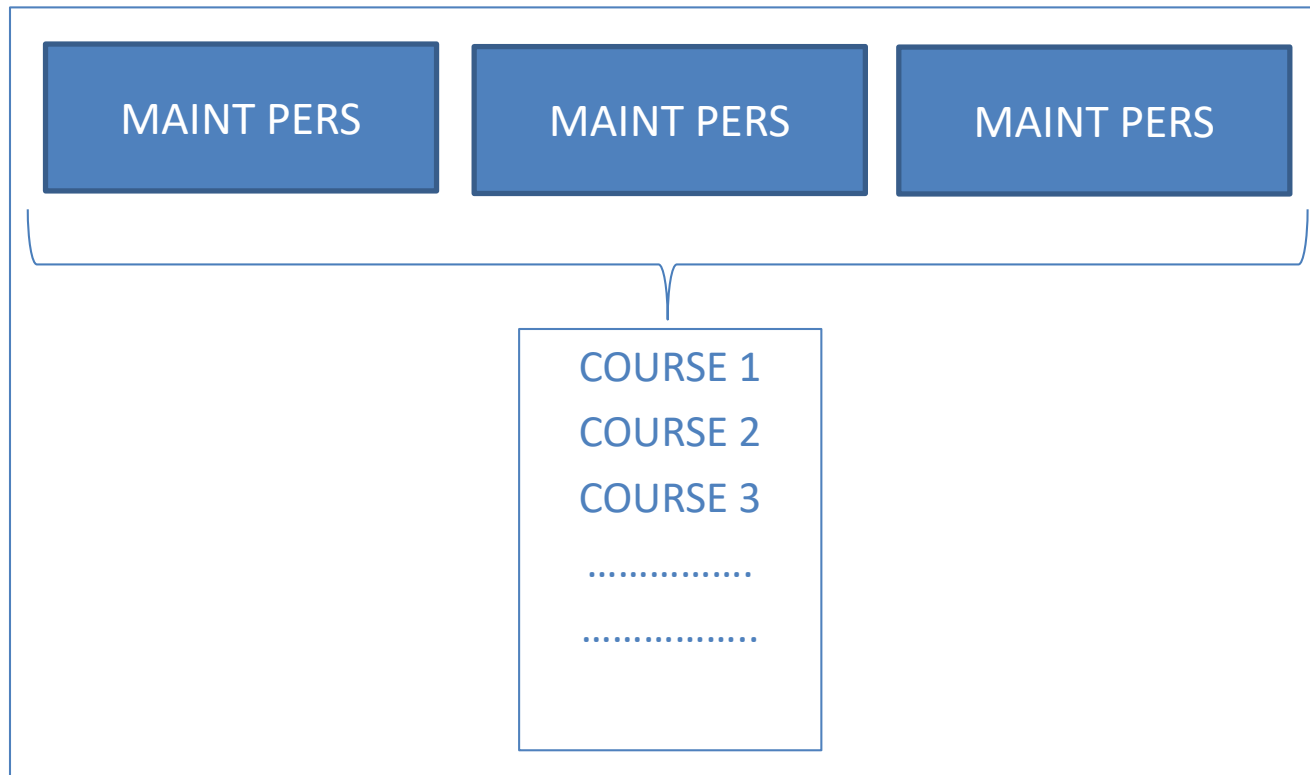 MAINT PERS MAINT PERS MAINT PERS
COURSE 1
COURSE 2
COURSE 3
................
.................